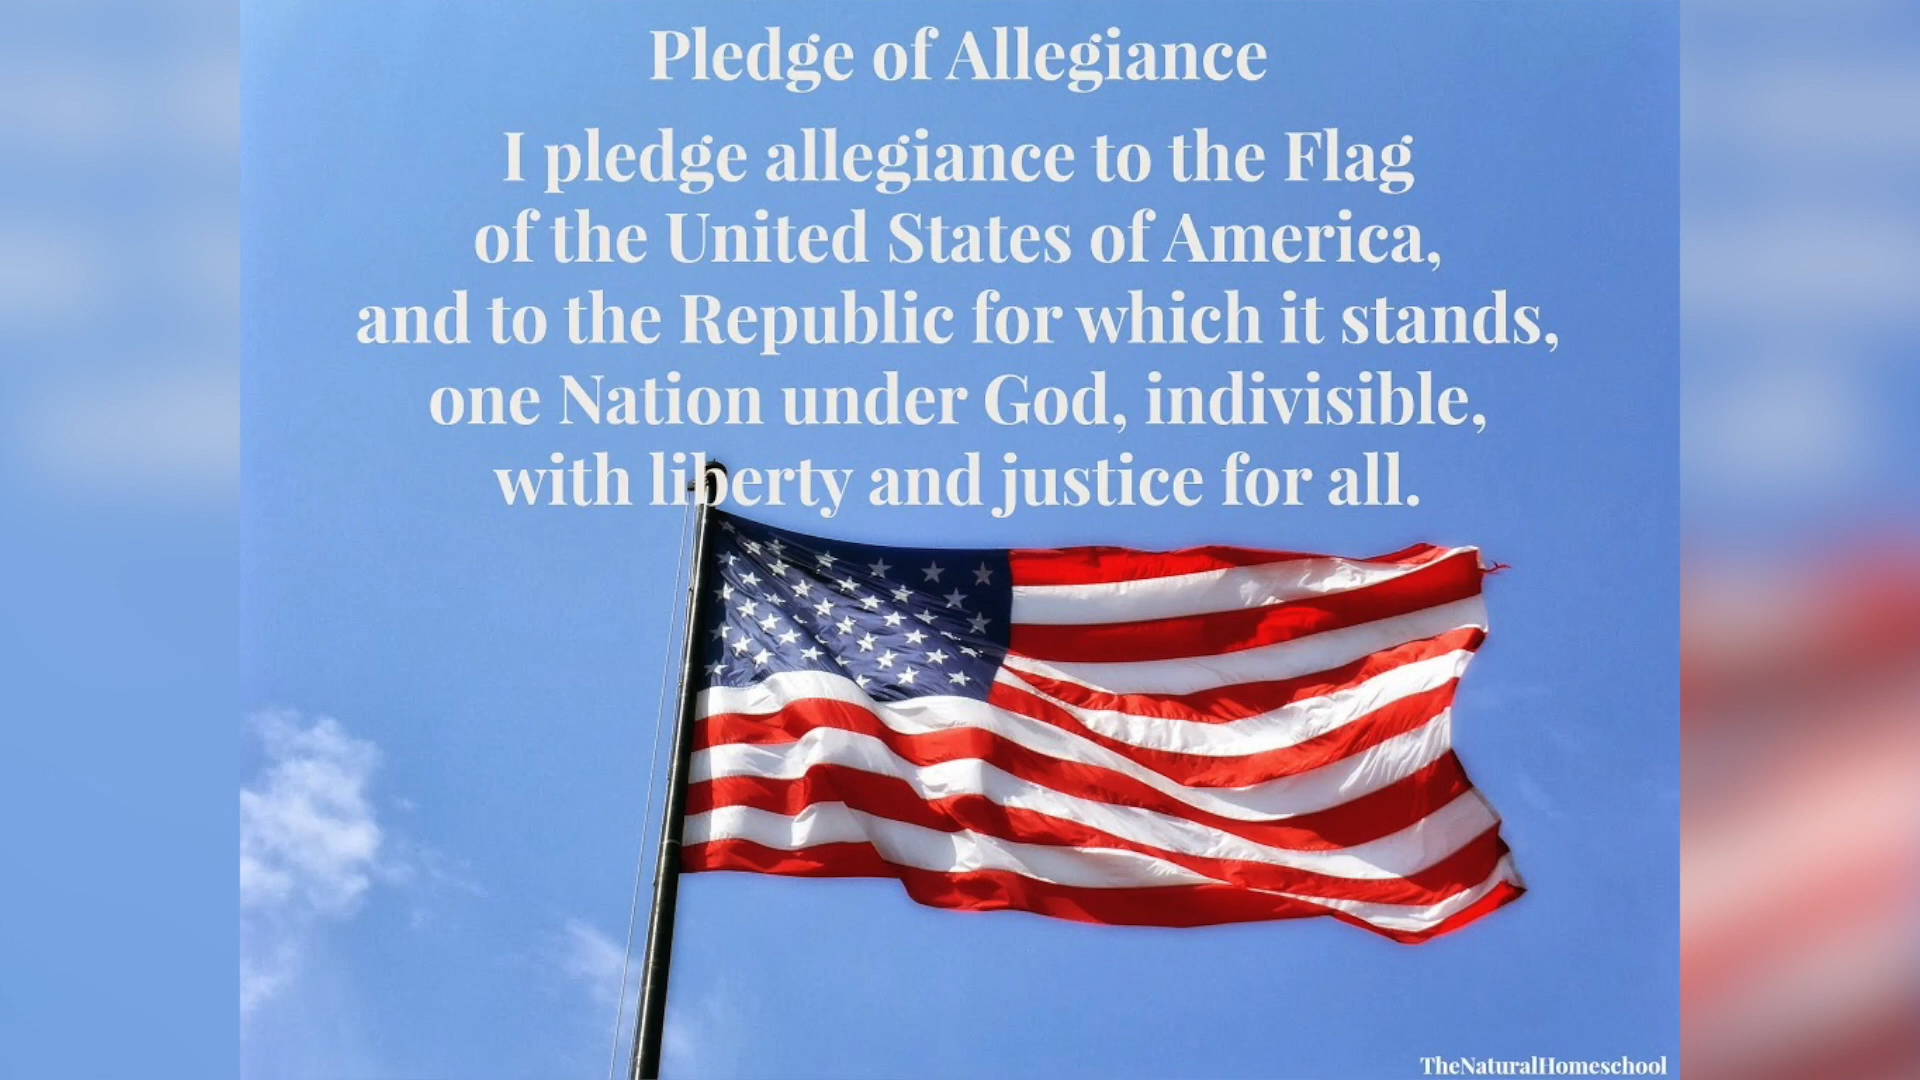 Pledge of Allegiance
I pledge allegiance to the Flag
of the United States of America,
and to the Republic for which it stands,
one Nation under God, indivisible,
with liberty and justice for all.
TheNaturalHomeschool